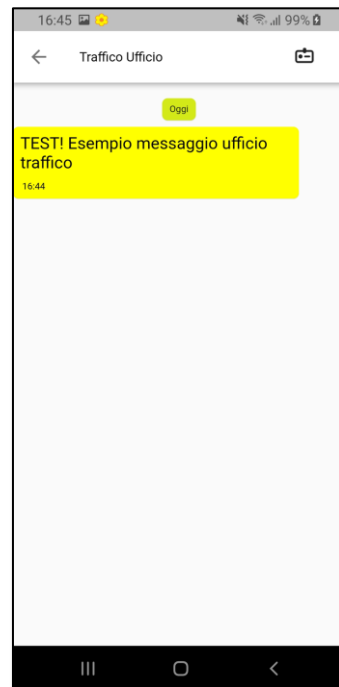 16:45 99%
Traffico Ufficio
Oggi
TEST! Esempio messaggio ufficio
traffico
16:44